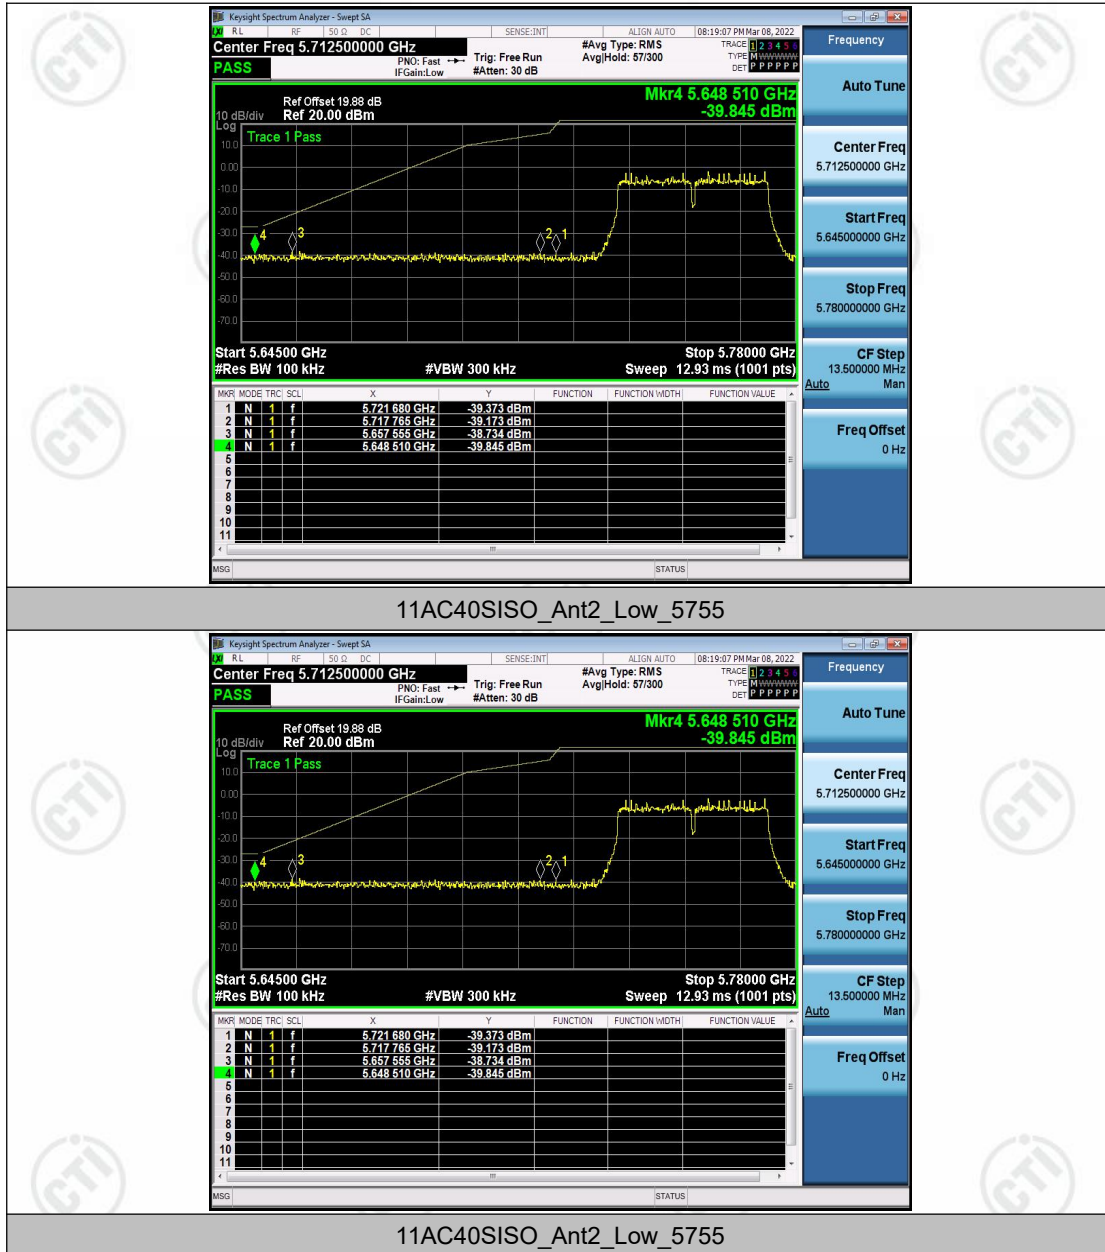 Keysight Spectrum Analyzer - Swept SA
RL RF 50 Ω DC SENSE:INT ALIGN AUTO 08:19:07 PM Mar 08, 2022
Center Freq 5.712500000 GHz #Avg Type: RMS TRACE 1 2 3 4 5 6
PNO: Fast Trig: Free Run Avg|Hold: 57/300 TYPE M WWWWW
PASS IFGain:Low #Atten: 30 dB DET P P P P P P
Mkr4 5.648 510 GHz
Ref Offset 19.88 dB
10 dB/div Ref 20.00 dBm -39.845 dBm
Log
Trace 1 Pass
10.0
0.00
-10.0
-20.0
-30.0
-40.0
-50.0
-60.0
-70.0
4 3 2 1
Start 5.64500 GHz Stop 5.78000 GHz
#Res BW 100 kHz #VBW 300 kHz Sweep 12.93 ms (1001 pts)
MKR MODE TRC SCL X Y FUNCTION FUNCTION WIDTH FUNCTION VALUE
1 N 1 f 5.721 680 GHz -39.373 dBm
2 N 1 f 5.717 765 GHz -39.173 dBm
3 N 1 f 5.657 555 GHz -38.734 dBm
4 N 1 f 5.648 510 GHz -39.845 dBm
5
6
7
8
9
10
11
MSG STATUS
Frequency
Auto Tune
Center Freq
5.712500000 GHz
Start Freq
5.645000000 GHz
Stop Freq
5.780000000 GHz
CF Step
13.500000 MHz
Auto Man
Freq Offset
0 Hz
11AC40SISO_Ant2_Low_5755
Keysight Spectrum Analyzer - Swept SA
RL RF 50 Ω DC SENSE:INT ALIGN AUTO 08:19:07 PM Mar 08, 2022
Center Freq 5.712500000 GHz #Avg Type: RMS TRACE 1 2 3 4 5 6
PNO: Fast Trig: Free Run Avg|Hold: 57/300 TYPE M WWWWW
PASS IFGain:Low #Atten: 30 dB DET P P P P P P
Mkr4 5.648 510 GHz
Ref Offset 19.88 dB
10 dB/div Ref 20.00 dBm -39.845 dBm
Log
Trace 1 Pass
10.0
0.00
-10.0
-20.0
-30.0
-40.0
-50.0
-60.0
-70.0
4 3 2 1
Start 5.64500 GHz Stop 5.78000 GHz
#Res BW 100 kHz #VBW 300 kHz Sweep 12.93 ms (1001 pts)
MKR MODE TRC SCL X Y FUNCTION FUNCTION WIDTH FUNCTION VALUE
1 N 1 f 5.721 680 GHz -39.373 dBm
2 N 1 f 5.717 765 GHz -39.173 dBm
3 N 1 f 5.657 555 GHz -38.734 dBm
4 N 1 f 5.648 510 GHz -39.845 dBm
5
6
7
8
9
10
11
MSG STATUS
Frequency
Auto Tune
Center Freq
5.712500000 GHz
Start Freq
5.645000000 GHz
Stop Freq
5.780000000 GHz
CF Step
13.500000 MHz
Auto Man
Freq Offset
0 Hz
11AC40SISO_Ant2_Low_5755
CTI
CTI
CTI
CTI
CTI
CTI
CTI
CTI